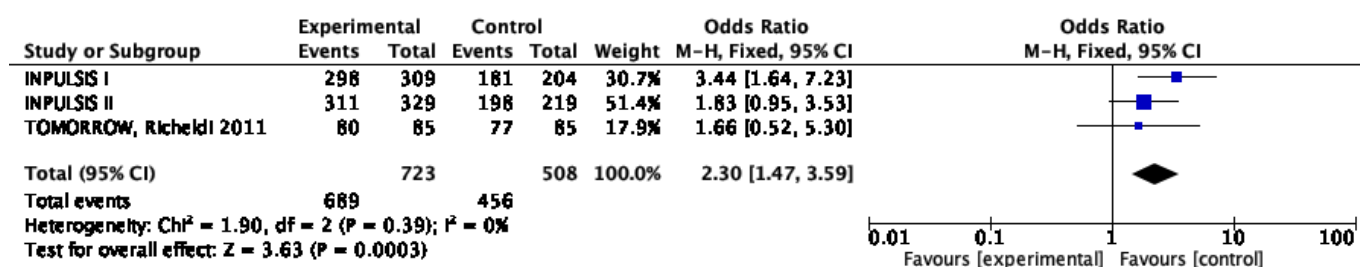 Experimental Control Odds Ratio Odds Ratio
Study or Subgroup Events Total Events Total Weight M-H, Fixed, 95% CI M-H, Fixed, 95% CI
INPULSIS I 298 309 181 204 30.7% 3.44 [1.64, 7.23]
INPULSIS II 311 329 198 219 51.4% 1.83 [0.95, 3.53]
TOMORROW, Richeldi 2011 80 85 77 85 17.9% 1.66 [0.52, 5.30]
Total (95% CI) 723 508 100.0% 2.30 [1.47, 3.59]
Total events 689 456
Heterogeneity: Chi² = 1.90, df = 2 (P = 0.39); I² = 0%
Test for overall effect: Z = 3.63 (P = 0.0003)
0.01 0.1 1 10 100
Favours [experimental] Favours [control]